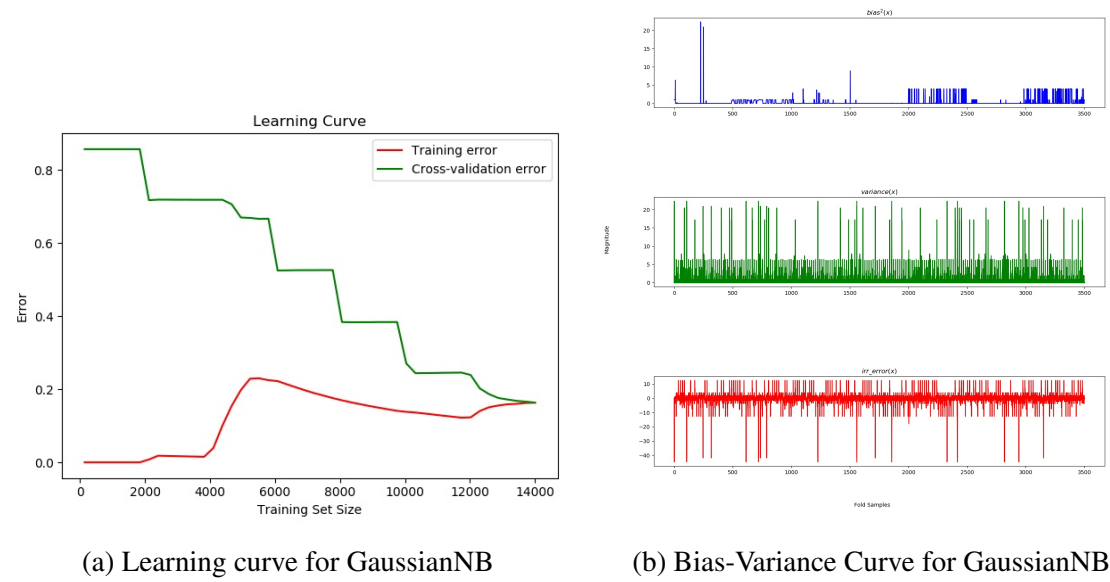 Learning Curve
Training error
Cross-validation error
0.8
0.6
0.4
0.2
0.0
Error
0 2000 4000 6000 8000 10000 12000 14000
Training Set Size
(a) Learning curve for GaussianNB
bias²(x)
20
15
10
5
0
0 500 1000 1500 2000 2500 3000 3500
variance(x)
20
15
10
5
0
0 500 1000 1500 2000 2500 3000 3500
Magnitude
irr_error(x)
10
0
−10
−20
−30
−40
0 500 1000 1500 2000 2500 3000 3500
Fold Samples
(b) Bias-Variance Curve for GaussianNB